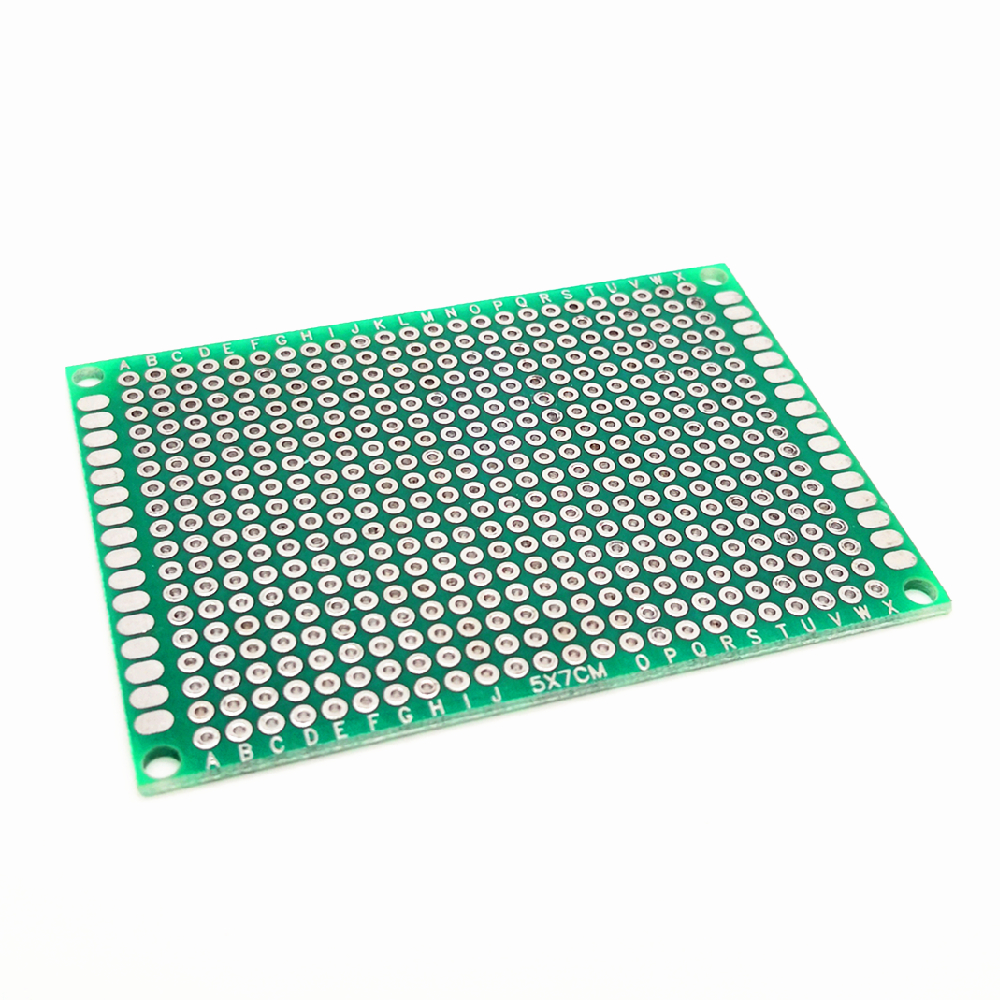 A B C D E F G H I J K L M N O P Q R S T U V W X
A B C D E F G H I J 5X7CM O P Q R S T U V W X